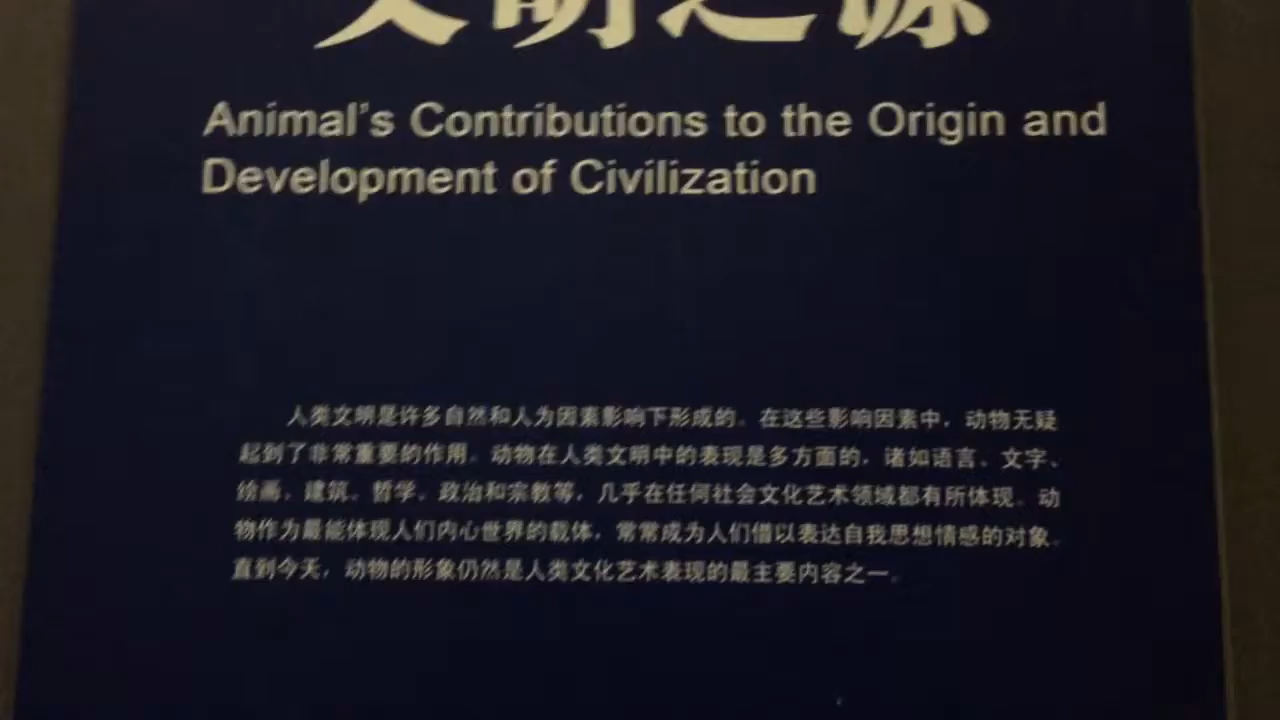 文明之源
Animal's Contributions to the Origin and
Development of Civilization
人类文明是许多自然和人为因素影响下形成的。在这些影响因素中，动物无疑
起到了非常重要的作用。动物在人类文明中的表现是多方面的，诸如语言、文字、
绘画、建筑、哲学、政治和宗教等，几乎在任何社会文化艺术领域都有所体现。动
物作为最能体现人们内心世界的载体，常常成为人们借以表达自我思想情感的对象。
直到今天，动物的形象仍然是人类文化艺术表现的最主要内容之一。